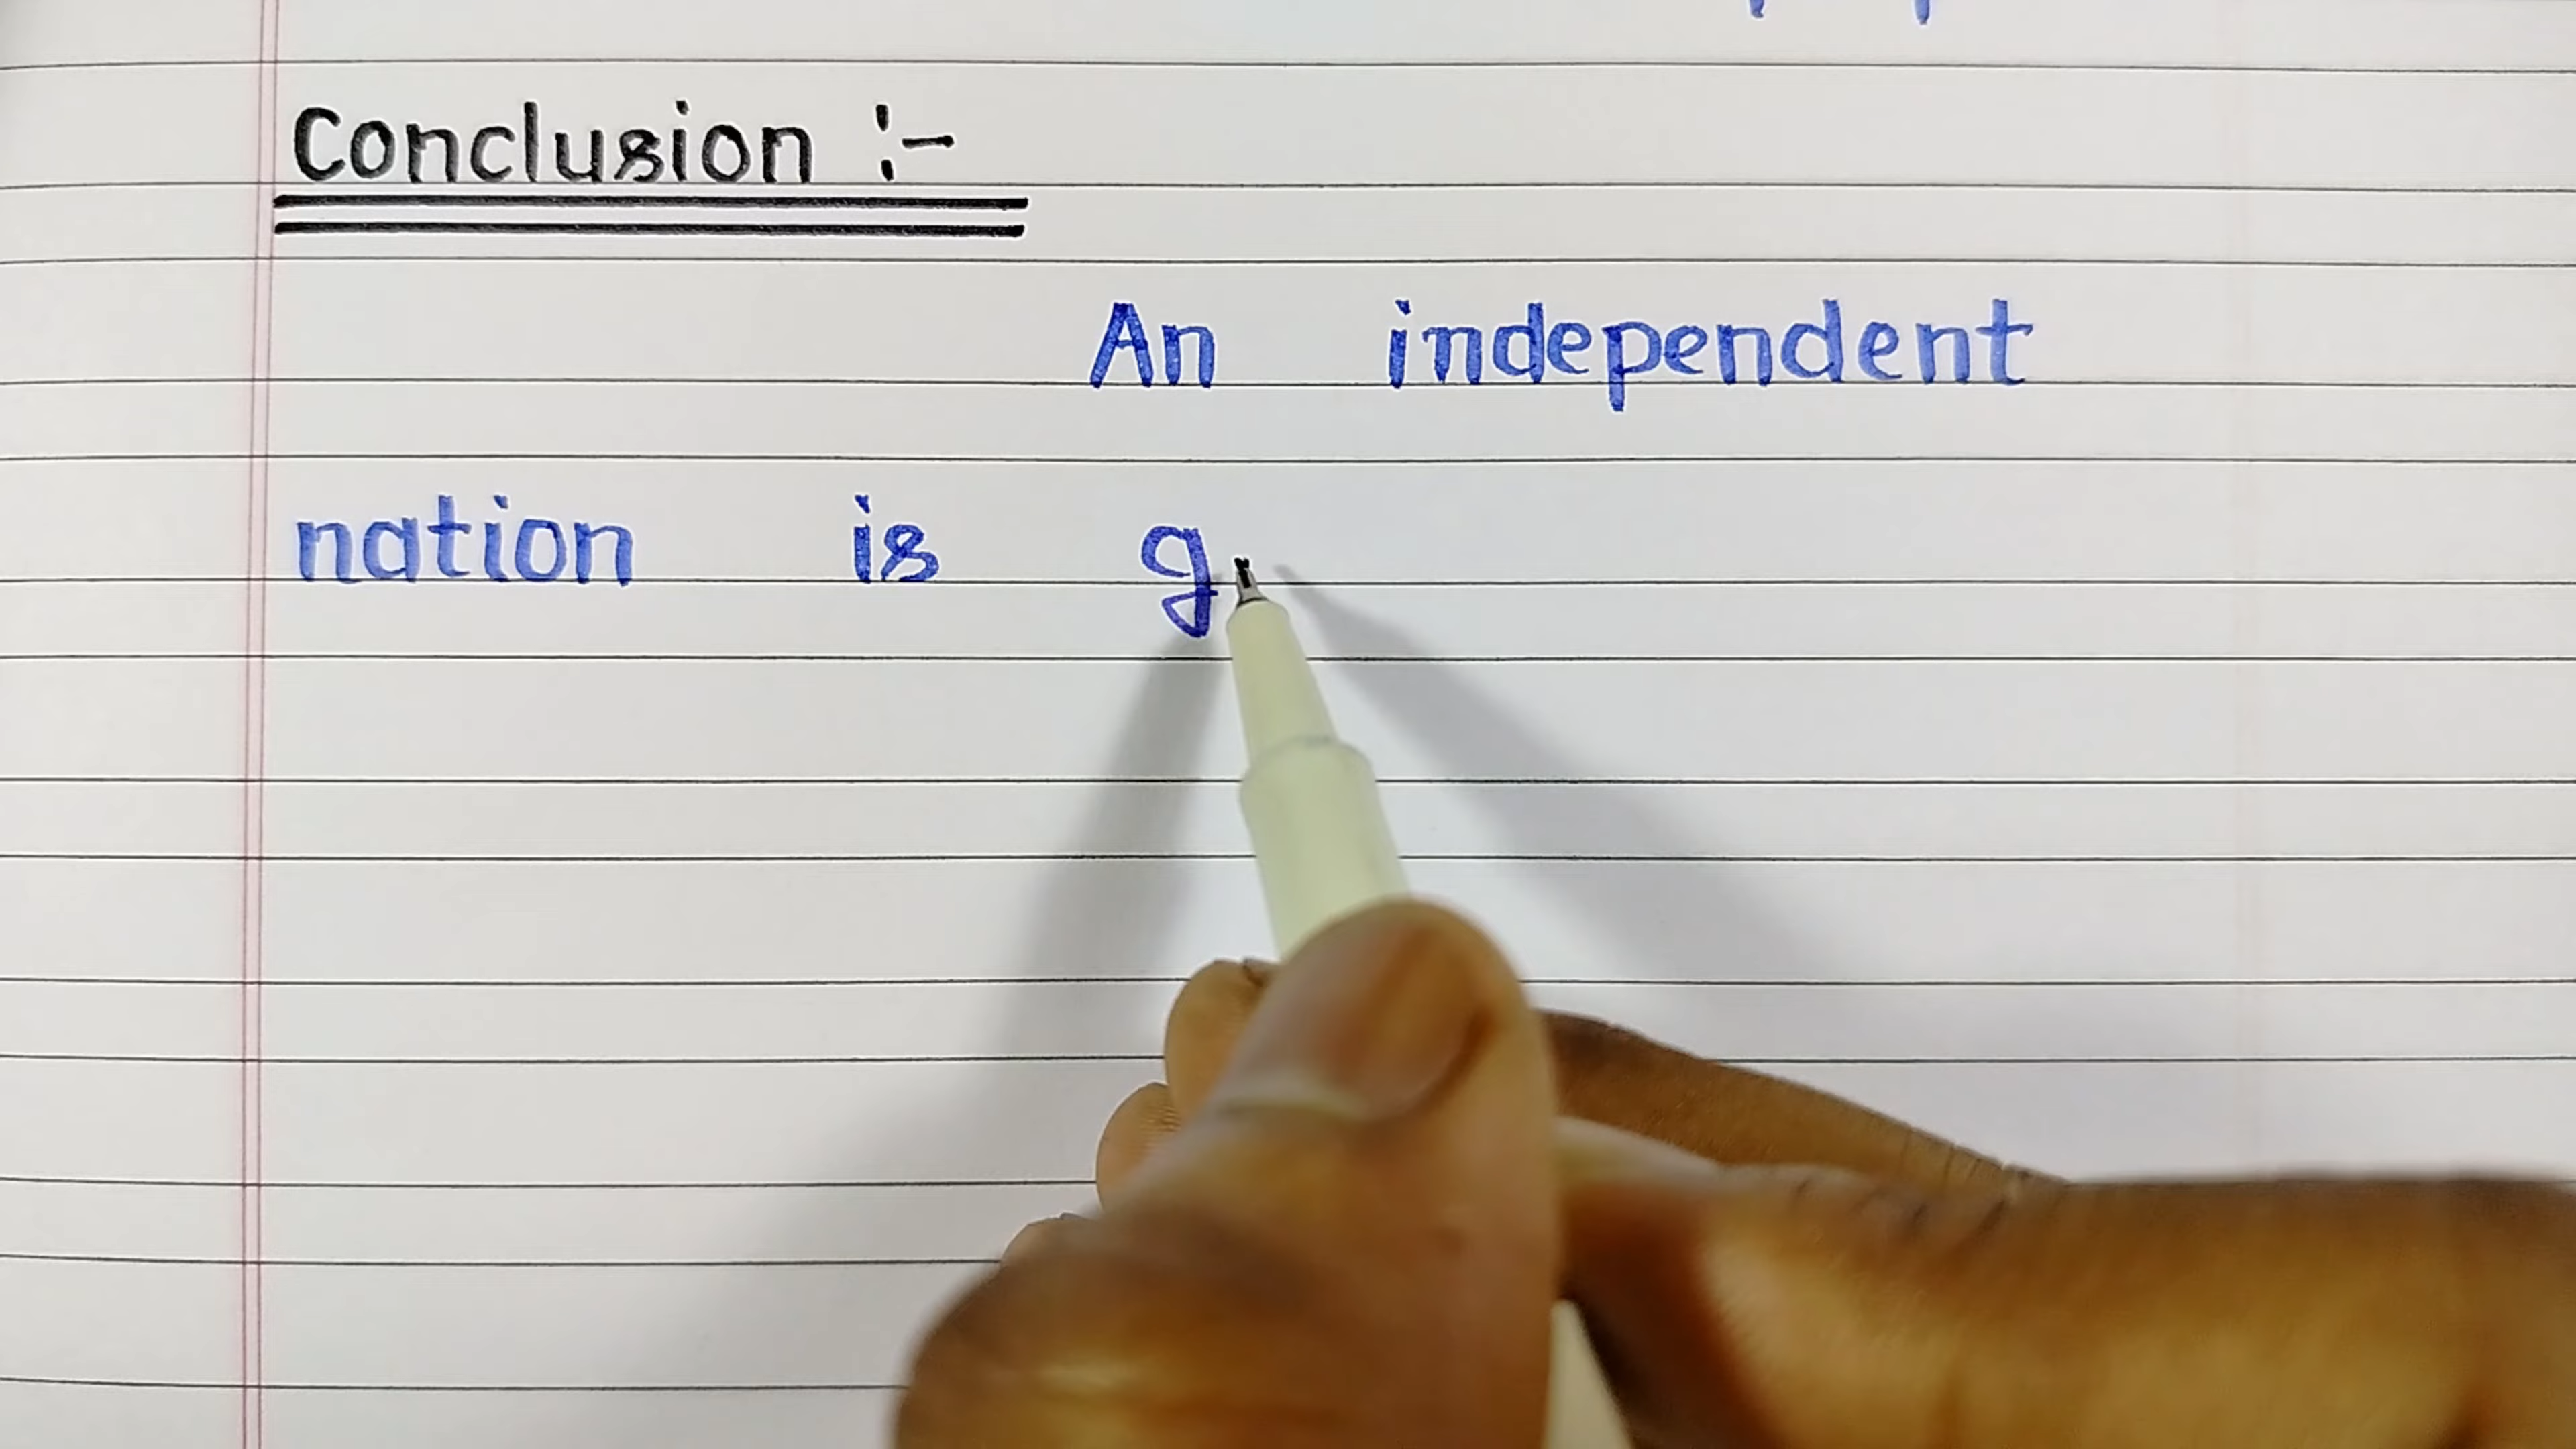 Conclusion :-
An independent
nation is g